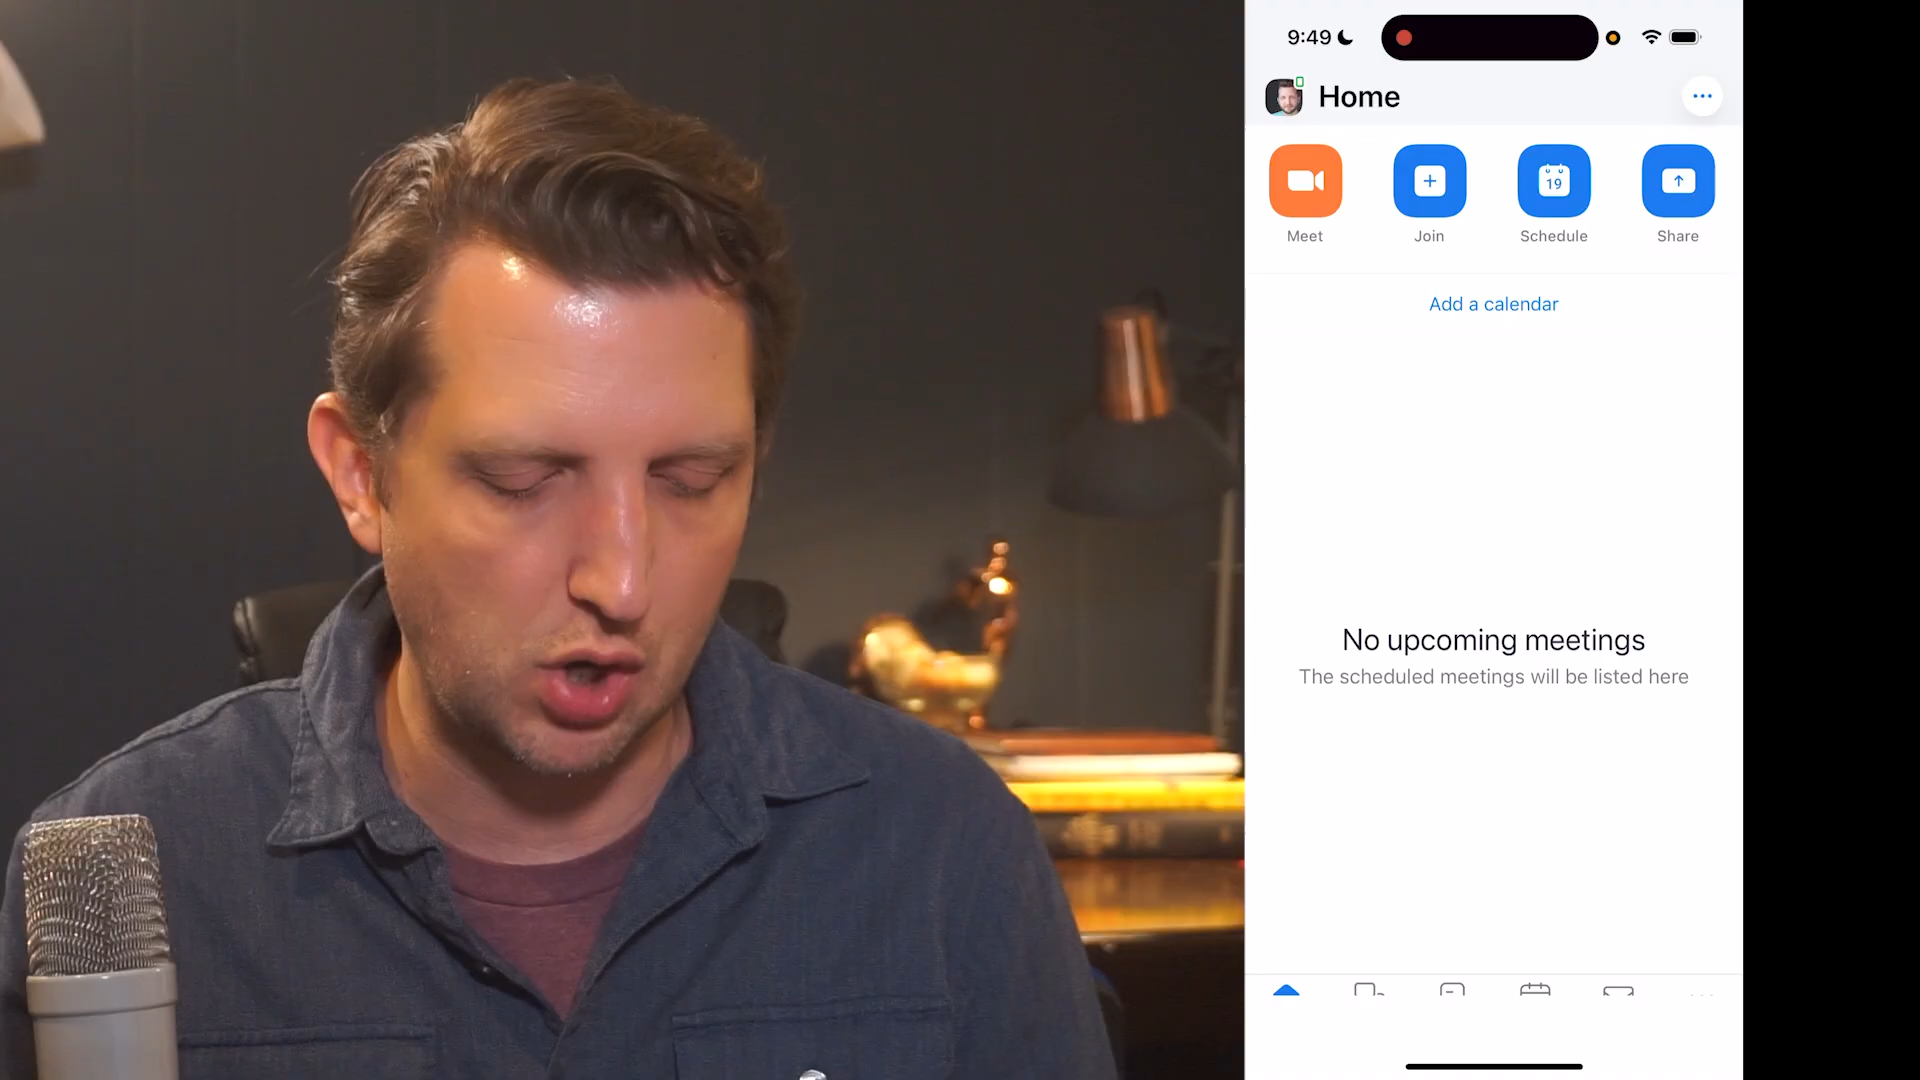 9:49
Home
Meet
Join
19
Schedule
Share
Add a calendar
No upcoming meetings
The scheduled meetings will be listed here